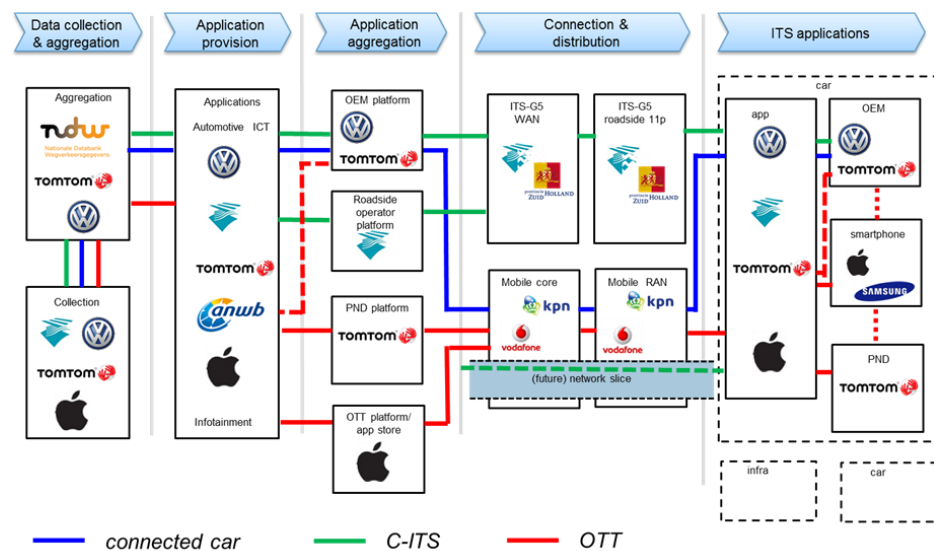 Data collection
& aggregation
Application
provision
Application
aggregation
Connection &
distribution
ITS applications
Aggregation
ndw
Nationale Databank
Wegverkeersgegevens
TOMTOM
Collection
TOMTOM
Applications
Automotive ICT
TOMTOM
anwb
Infotainment
OEM platform
TOMTOM
Roadside
operator
platform
PND platform
TOMTOM
OTT platform/
app store
ITS-G5
WAN
provincie
ZUID HOLLAND
ITS-G5
roadside 11p
provincie
ZUID HOLLAND
Mobile core
kpn
vodafone
Mobile RAN
kpn
vodafone
(future) network slice
car
app
TOMTOM
OEM
TOMTOM
smartphone
SAMSUNG
PND
TOMTOM
infra
car
connected car
C-ITS
OTT